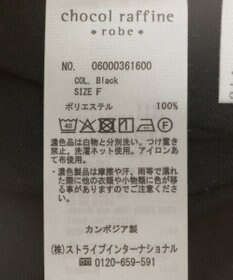 chocol raffine
robe
NO. 06000361600
COL. Black
SIZE F
ポリエステル 100%
40
濃色品は白物と分別洗い。つけ置き
禁止。洗濯ネット使用。アイロンあ
て布使用。
濃色製品は摩擦や汗、雨等で濡れ
た際に他の衣類や小物類に色が移る
事がありますのでご注意くださ
い。
カンボジア製
(株)ストライプインターナショナル
☎ 0120-659-591